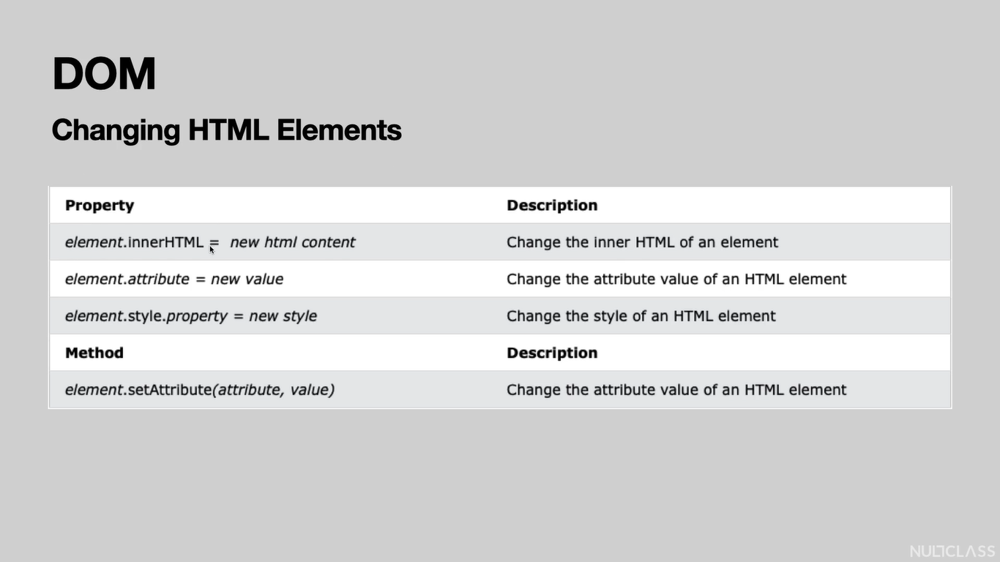 DOM
Changing HTML Elements
Property Description
element.innerHTML = new html content Change the inner HTML of an element
element.attribute = new value Change the attribute value of an HTML element
element.style.property = new style Change the style of an HTML element
Method Description
element.setAttribute(attribute, value) Change the attribute value of an HTML element
NULLCLASS